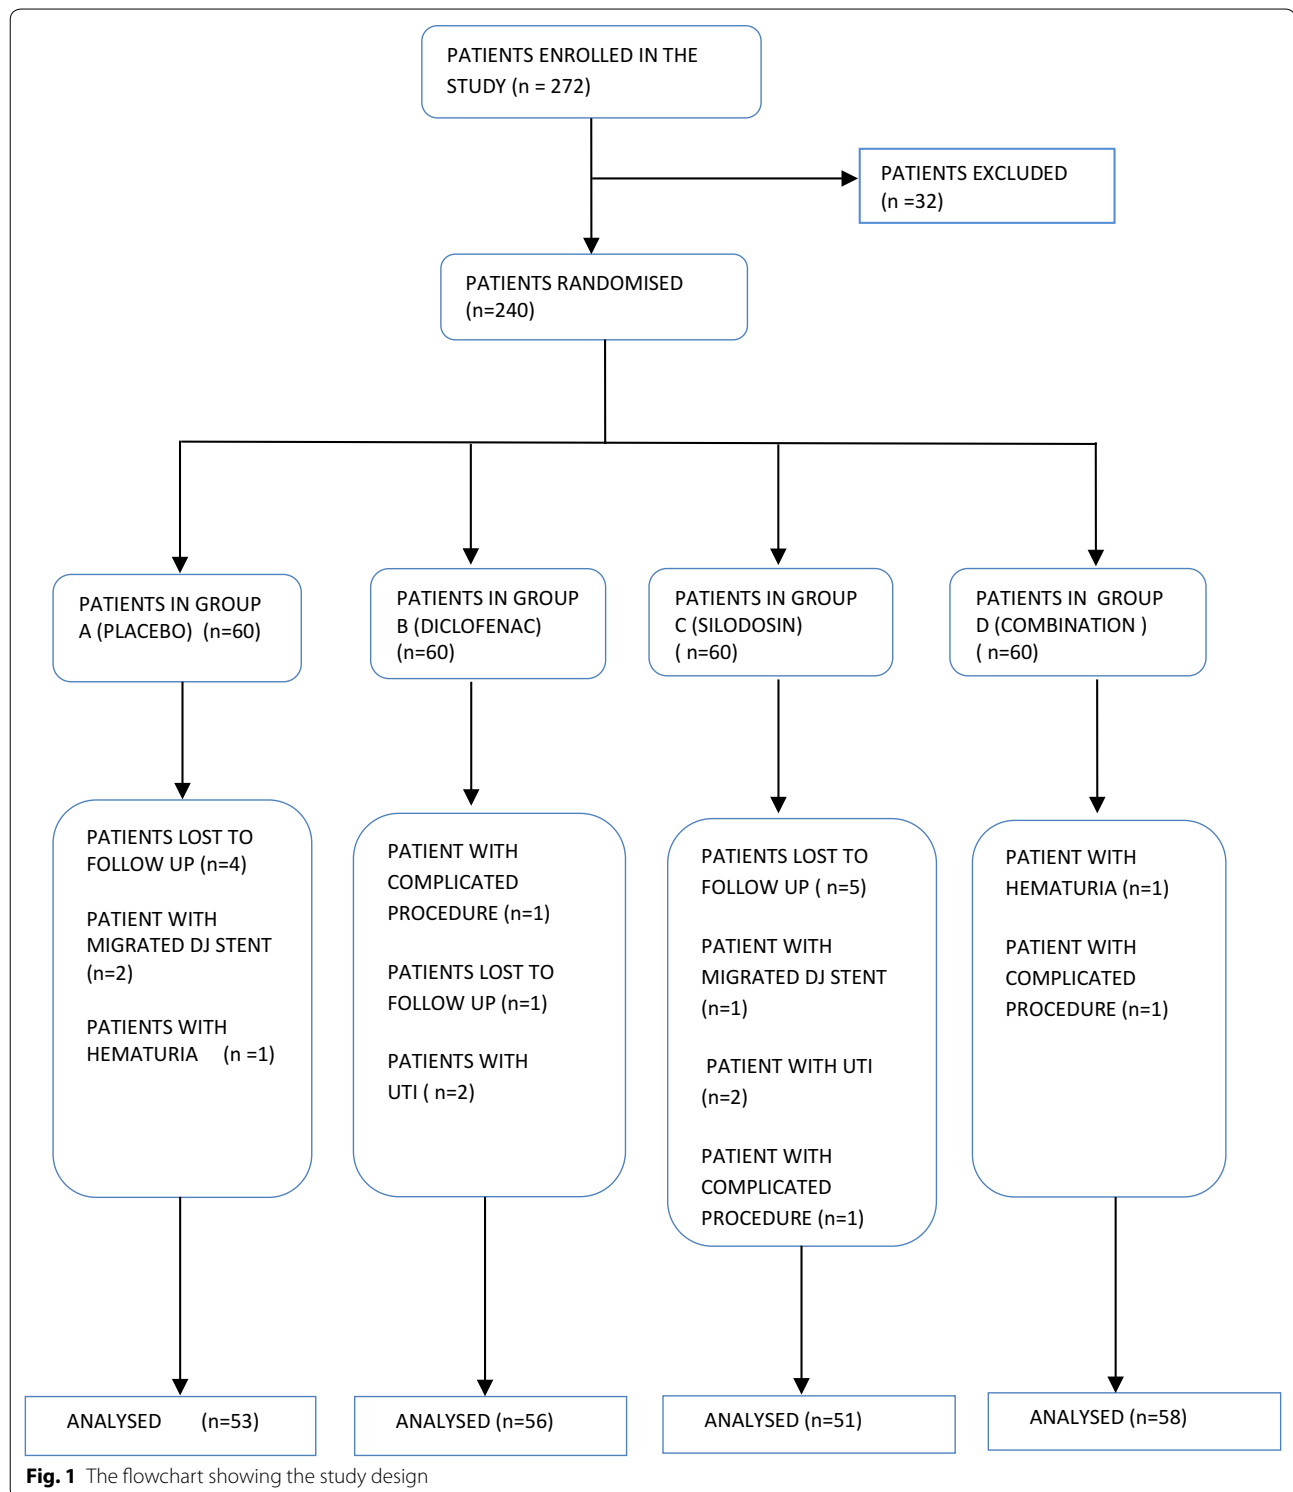 PATIENTS ENROLLED IN THE
STUDY (n = 272)
PATIENTS EXCLUDED
(n =32)
PATIENTS RANDOMISED
(n=240)
PATIENTS IN GROUP
A (PLACEBO) (n=60)
PATIENTS IN GROUP
B (DICLOFENAC)
(n=60)
PATIENTS IN GROUP
C (SILODOSIN)
( n=60)
PATIENTS IN GROUP
D (COMBINATION )
( n=60)
PATIENTS LOST TO
FOLLOW UP (n=4)
PATIENT WITH
MIGRATED DJ STENT
(n=2)
PATIENTS WITH
HEMATURIA (n =1)
PATIENT WITH
COMPLICATED
PROCEDURE (n=1)
PATIENTS LOST TO
FOLLOW UP (n=1)
PATIENTS WITH
UTI ( n=2)
PATIENTS LOST TO
FOLLOW UP ( n=5)
PATIENT WITH
MIGRATED DJ STENT
(n=1)
PATIENT WITH UTI
(n=2)
PATIENT WITH
COMPLICATED
PROCEDURE (n=1)
PATIENT WITH
HEMATURIA (n=1)
PATIENT WITH
COMPLICATED
PROCEDURE (n=1)
ANALYSED (n=53)
ANALYSED (n=56)
ANALYSED (n=51)
ANALYSED (n=58)
Fig. 1 The flowchart showing the study design